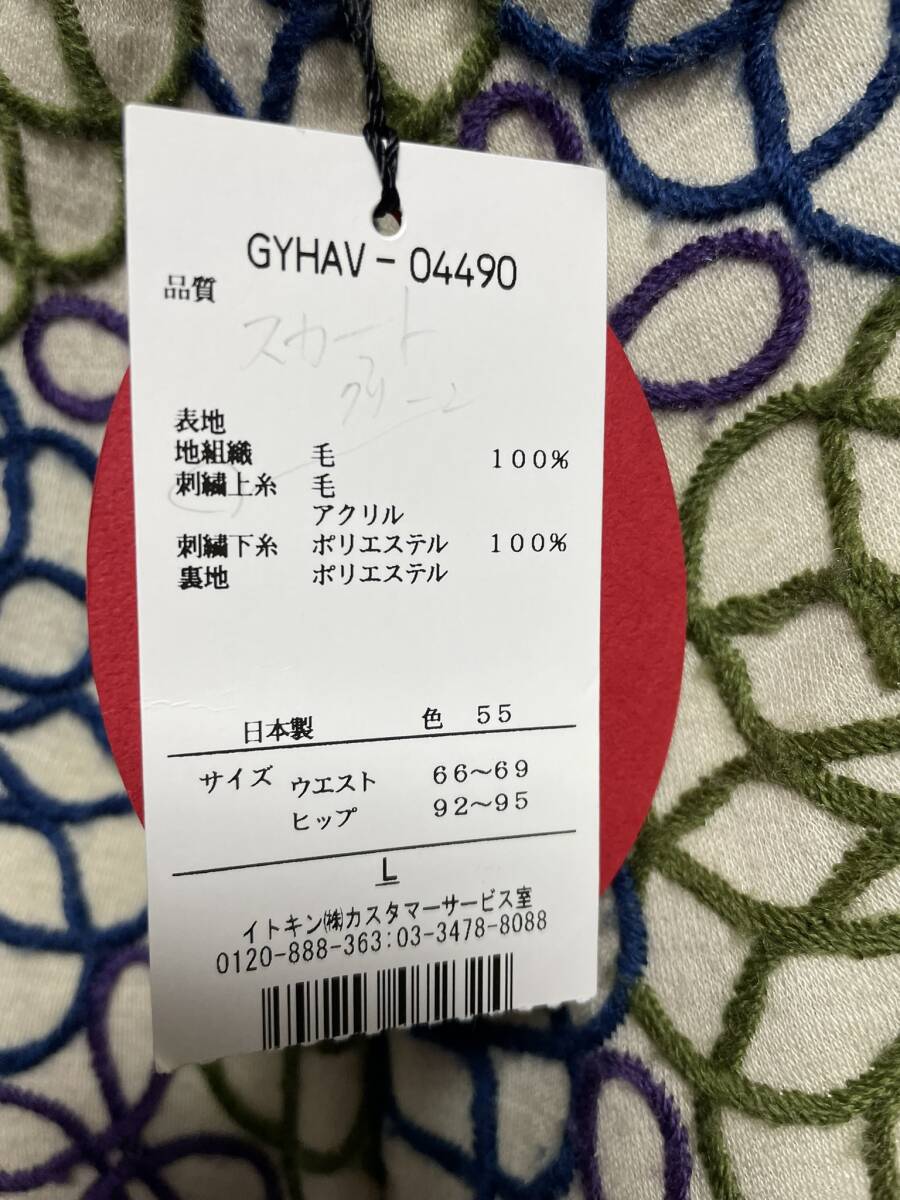 GYHAV-04490
品質
スカート
グリーン
表地
地組織 毛 100%
刺繍上糸 毛
アクリル
刺繍下糸 ポリエステル 100%
裏地 ポリエステル
日本製 色 55
サイズ ウエスト 66~69
ヒップ 92~95
L
イトキン㈱カスタマーサービス室
0120-888-363:03-3478-8088